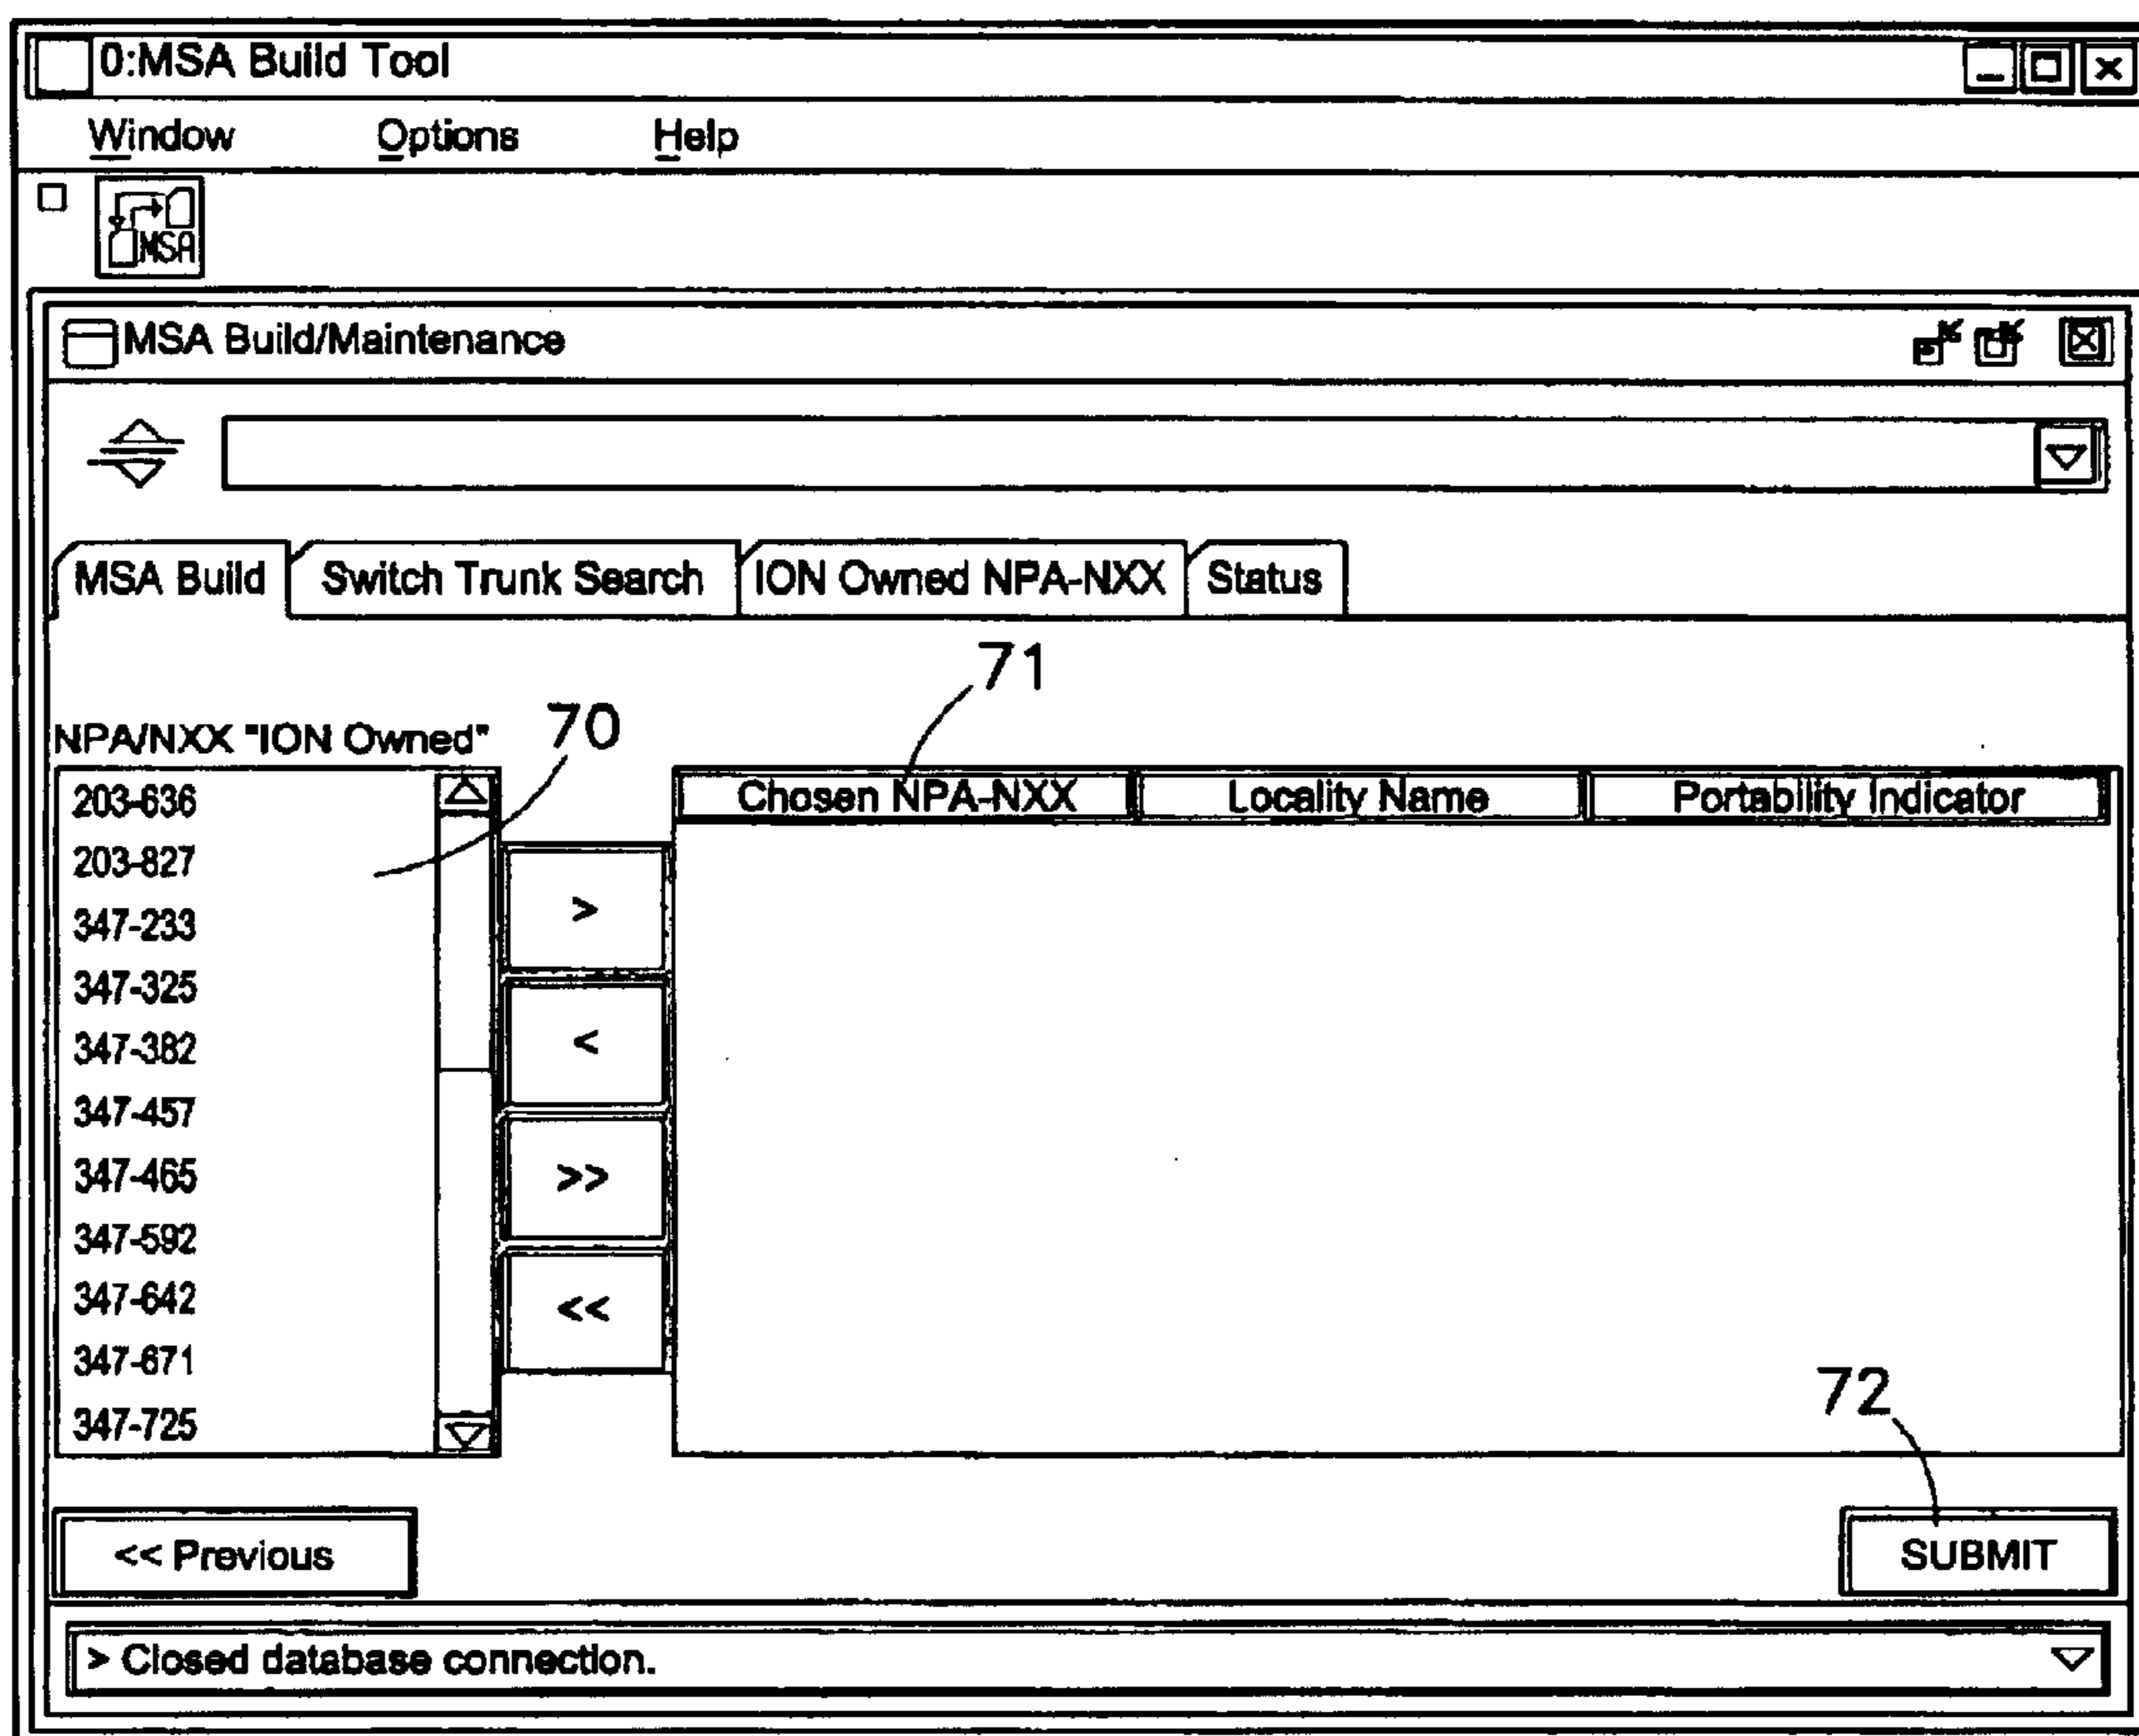 0:MSA Build Tool
Window Options Help
MSA
MSA Build/Maintenance
MSA Build Switch Trunk Search ION Owned NPA-NXX Status
71
NPA/NXX "ION Owned" 70
Chosen NPA-NXX Locality Name Portability Indicator
203-636
203-827
347-233
347-325
347-382
347-457
347-465
347-592
347-642
347-671
347-725
>
<
>>
<<
72
<< Previous SUBMIT
> Closed database connection.